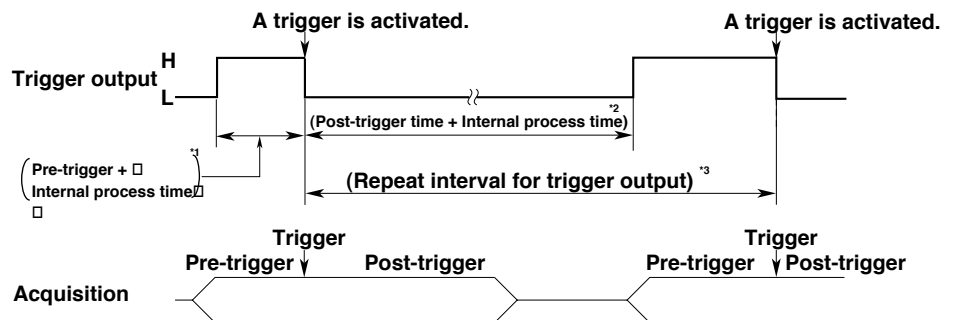 A trigger is activated. A trigger is activated.
H
Trigger output
L
(Post-trigger time + Internal process time) *2
*1
Pre-trigger + □
Internal process time□
□
(Repeat interval for trigger output) *3
Trigger Trigger
Pre-trigger Post-trigger Pre-trigger Post-trigger
Acquisition